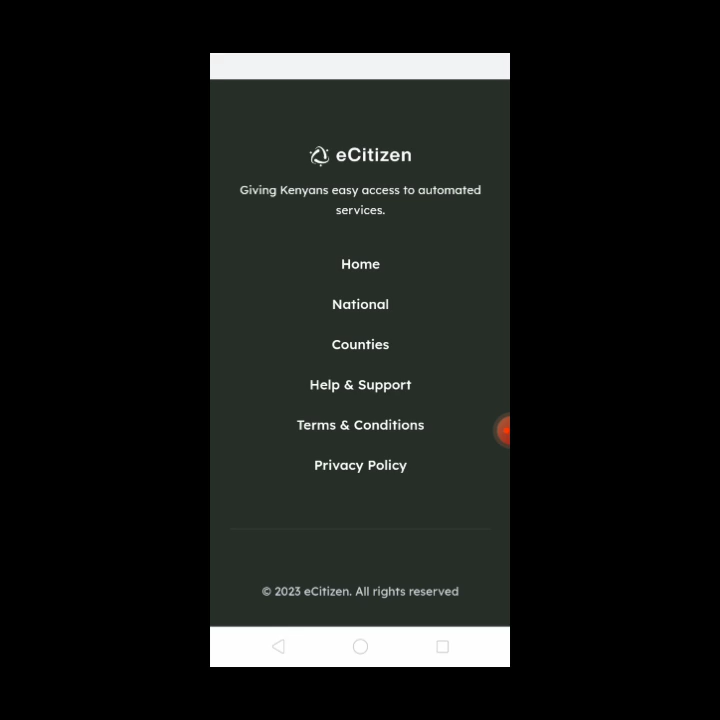 eCitizen
Giving Kenyans easy access to automated
services.
Home
National
Counties
Help & Support
Terms & Conditions
Privacy Policy
© 2023 eCitizen. All rights reserved